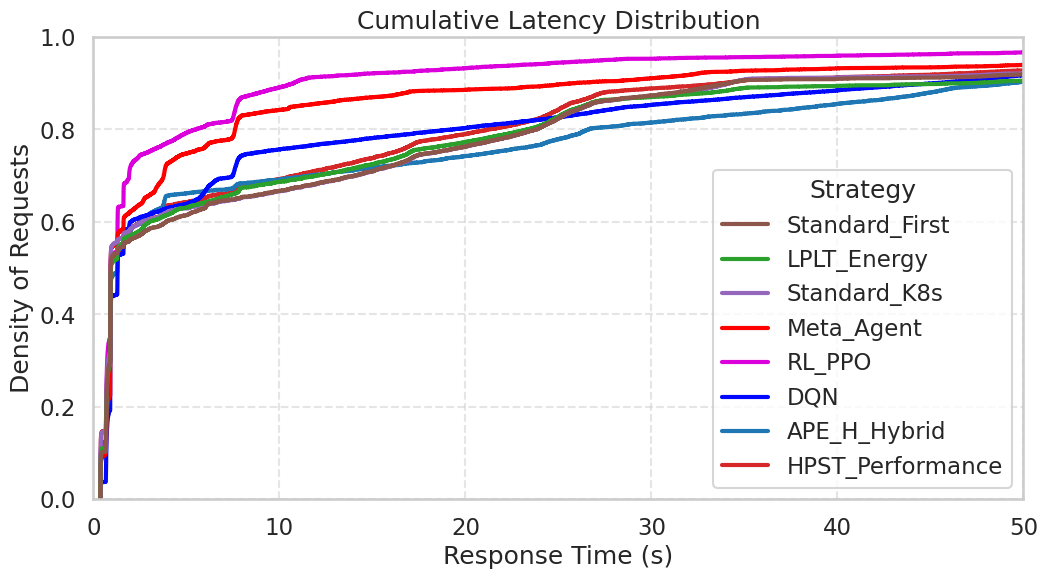 Cumulative Latency Distribution
Density of Requests
1.0
0.8
0.6
0.4
0.2
0.0
0 10 20 30 40 50
Response Time (s)
Strategy
Standard_First
LPLT_Energy
Standard_K8s
Meta_Agent
RL_PPO
DQN
APE_H_Hybrid
HPST_Performance